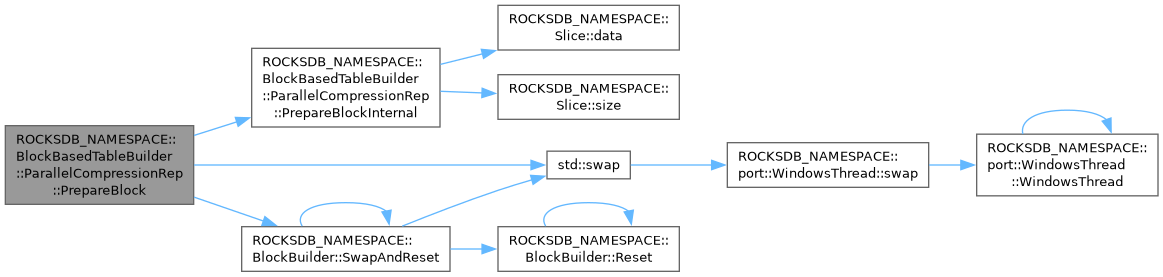 ROCKSDB_NAMESPACE::
BlockBasedTableBuilder
::ParallelCompressionRep
::PrepareBlock
ROCKSDB_NAMESPACE::
BlockBasedTableBuilder
::ParallelCompressionRep
::PrepareBlockInternal
ROCKSDB_NAMESPACE::
Slice::data
ROCKSDB_NAMESPACE::
Slice::size
std::swap
ROCKSDB_NAMESPACE::
port::WindowsThread::swap
ROCKSDB_NAMESPACE::
port::WindowsThread
::WindowsThread
ROCKSDB_NAMESPACE::
BlockBuilder::SwapAndReset
ROCKSDB_NAMESPACE::
BlockBuilder::Reset